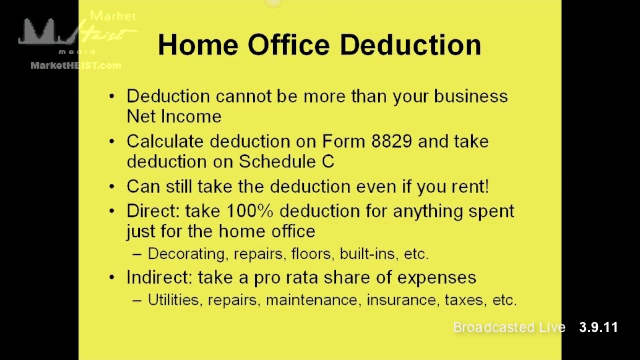 Market
Heist
media
MarketHEIST.com
Home Office Deduction
• Deduction cannot be more than your business
Net Income
• Calculate deduction on Form 8829 and take
deduction on Schedule C
• Can still take the deduction even if you rent!
• Direct: take 100% deduction for anything spent
just for the home office
– Decorating, repairs, floors, built-ins, etc.
• Indirect: take a pro rata share of expenses
– Utilities, repairs, maintenance, insurance, taxes, etc.
Broadcasted Live 3.9.11